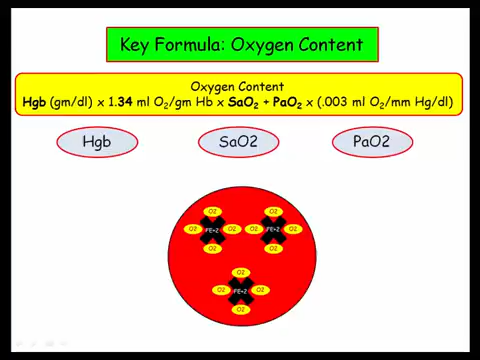 Key Formula: Oxygen Content
Oxygen Content
Hgb (gm/dl) x 1.34 ml O₂/gm Hb x SaO₂ + PaO₂ x (.003 ml O₂/mm Hg/dl)
Hgb SaO2 PaO2
O2 O2
O2 FE+2 O2 O2 FE+2 O2
O2 O2
O2
O2 FE+2 O2
O2